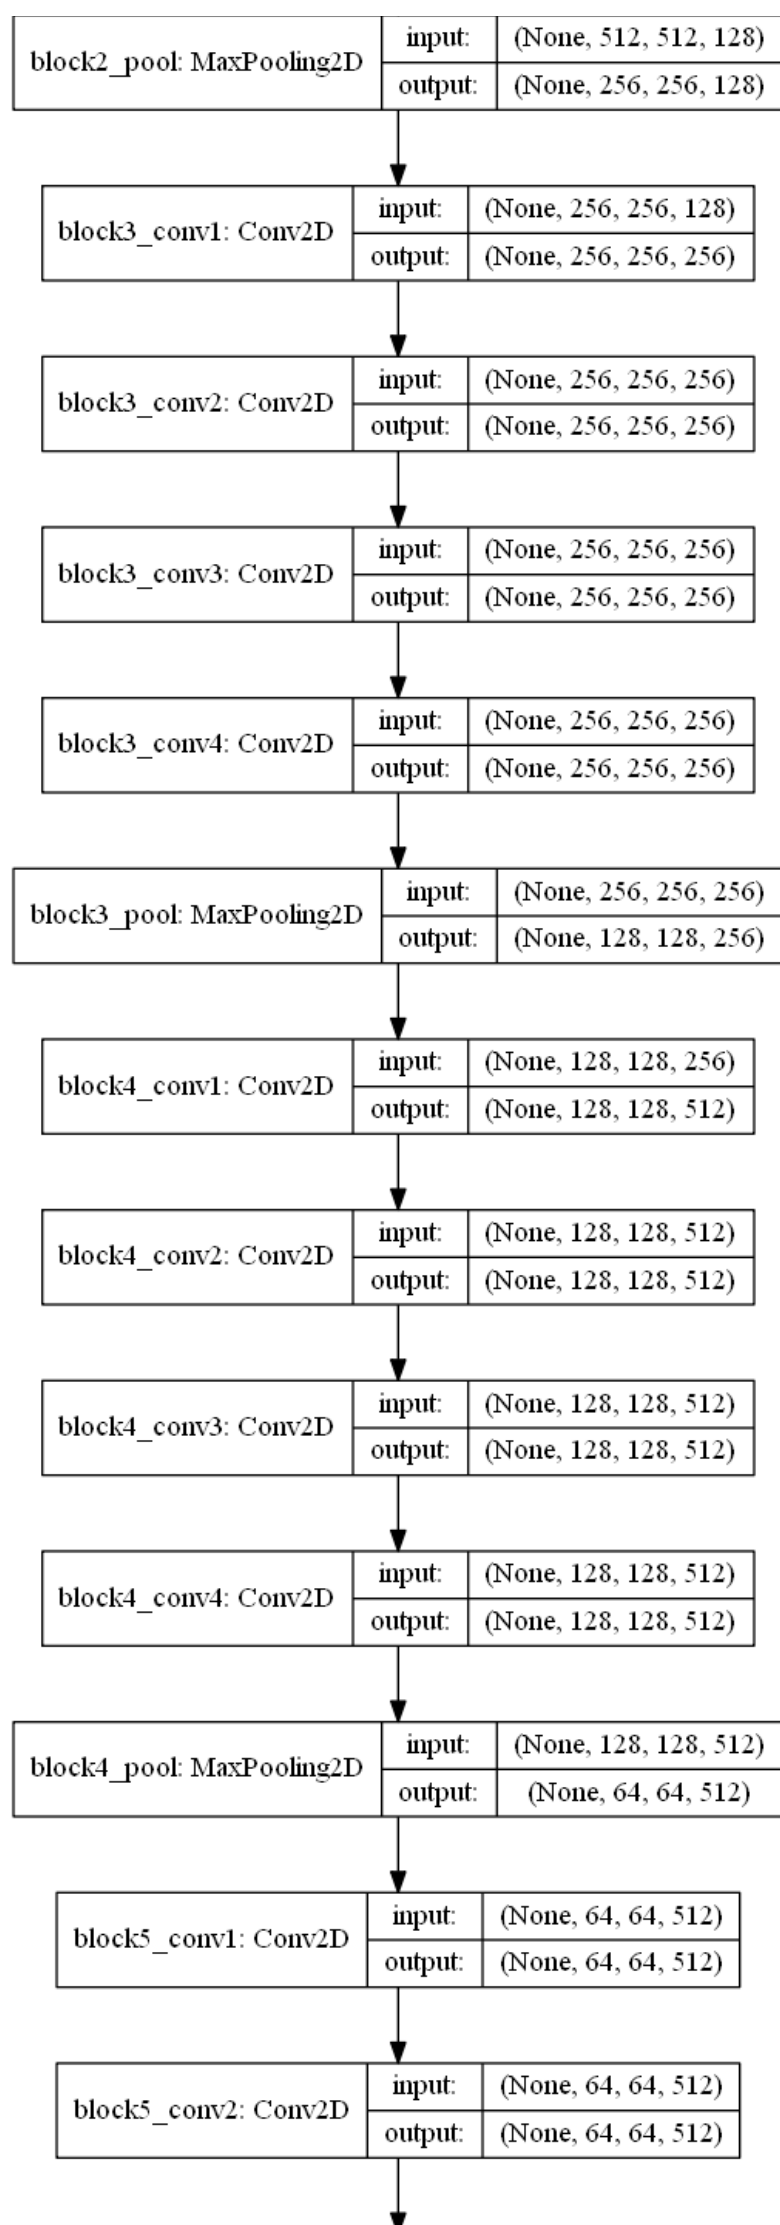 block2_pool: MaxPooling2D
input: (None, 512, 512, 128)
output: (None, 256, 256, 128)
block3_conv1: Conv2D
input: (None, 256, 256, 128)
output: (None, 256, 256, 256)
block3_conv2: Conv2D
input: (None, 256, 256, 256)
output: (None, 256, 256, 256)
block3_conv3: Conv2D
input: (None, 256, 256, 256)
output: (None, 256, 256, 256)
block3_conv4: Conv2D
input: (None, 256, 256, 256)
output: (None, 256, 256, 256)
block3_pool: MaxPooling2D
input: (None, 256, 256, 256)
output: (None, 128, 128, 256)
block4_conv1: Conv2D
input: (None, 128, 128, 256)
output: (None, 128, 128, 512)
block4_conv2: Conv2D
input: (None, 128, 128, 512)
output: (None, 128, 128, 512)
block4_conv3: Conv2D
input: (None, 128, 128, 512)
output: (None, 128, 128, 512)
block4_conv4: Conv2D
input: (None, 128, 128, 512)
output: (None, 128, 128, 512)
block4_pool: MaxPooling2D
input: (None, 128, 128, 512)
output: (None, 64, 64, 512)
block5_conv1: Conv2D
input: (None, 64, 64, 512)
output: (None, 64, 64, 512)
block5_conv2: Conv2D
input: (None, 64, 64, 512)
output: (None, 64, 64, 512)